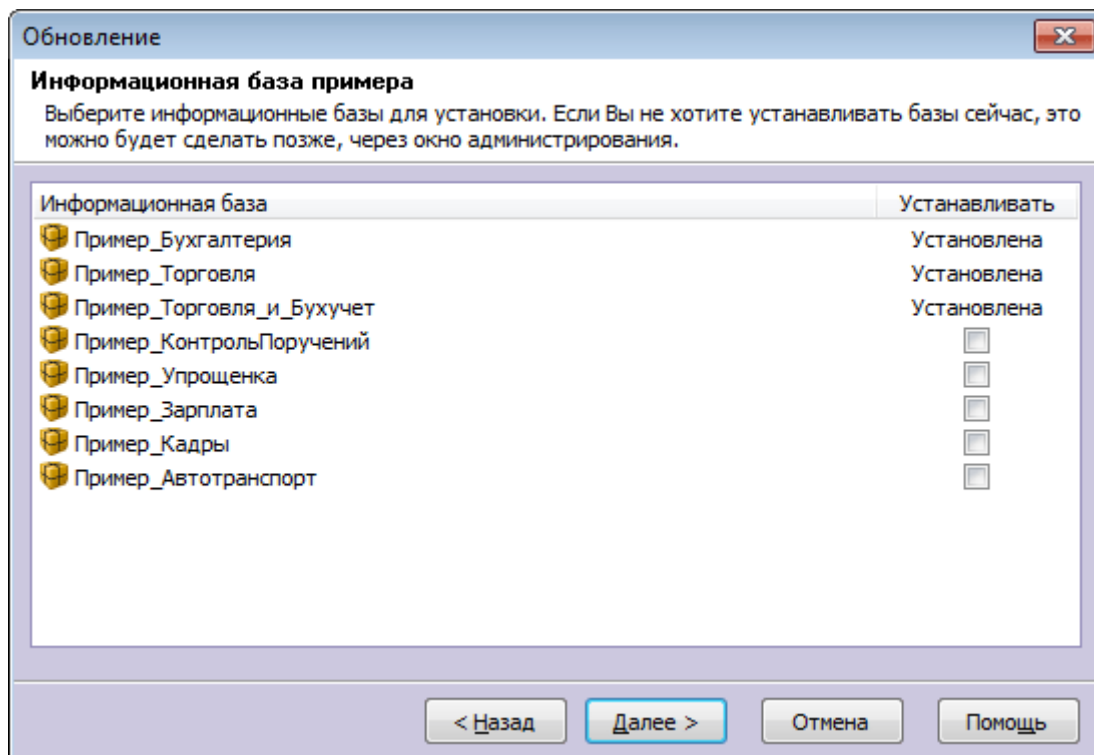 Обновление
Информационная база примера
Выберите информационные базы для установки. Если Вы не хотите устанавливать базы сейчас, это
можно будет сделать позже, через окно администрирования.
Информационная база Устанавливать
Пример_Бухгалтерия Установлена
Пример_Торговля Установлена
Пример_Торговля_и_Бухучет Установлена
Пример_КонтрольПоручений
Пример_Упрощенка
Пример_Зарплата
Пример_Кадры
Пример_Автотранспорт
< Назад Далее > Отмена Помощь